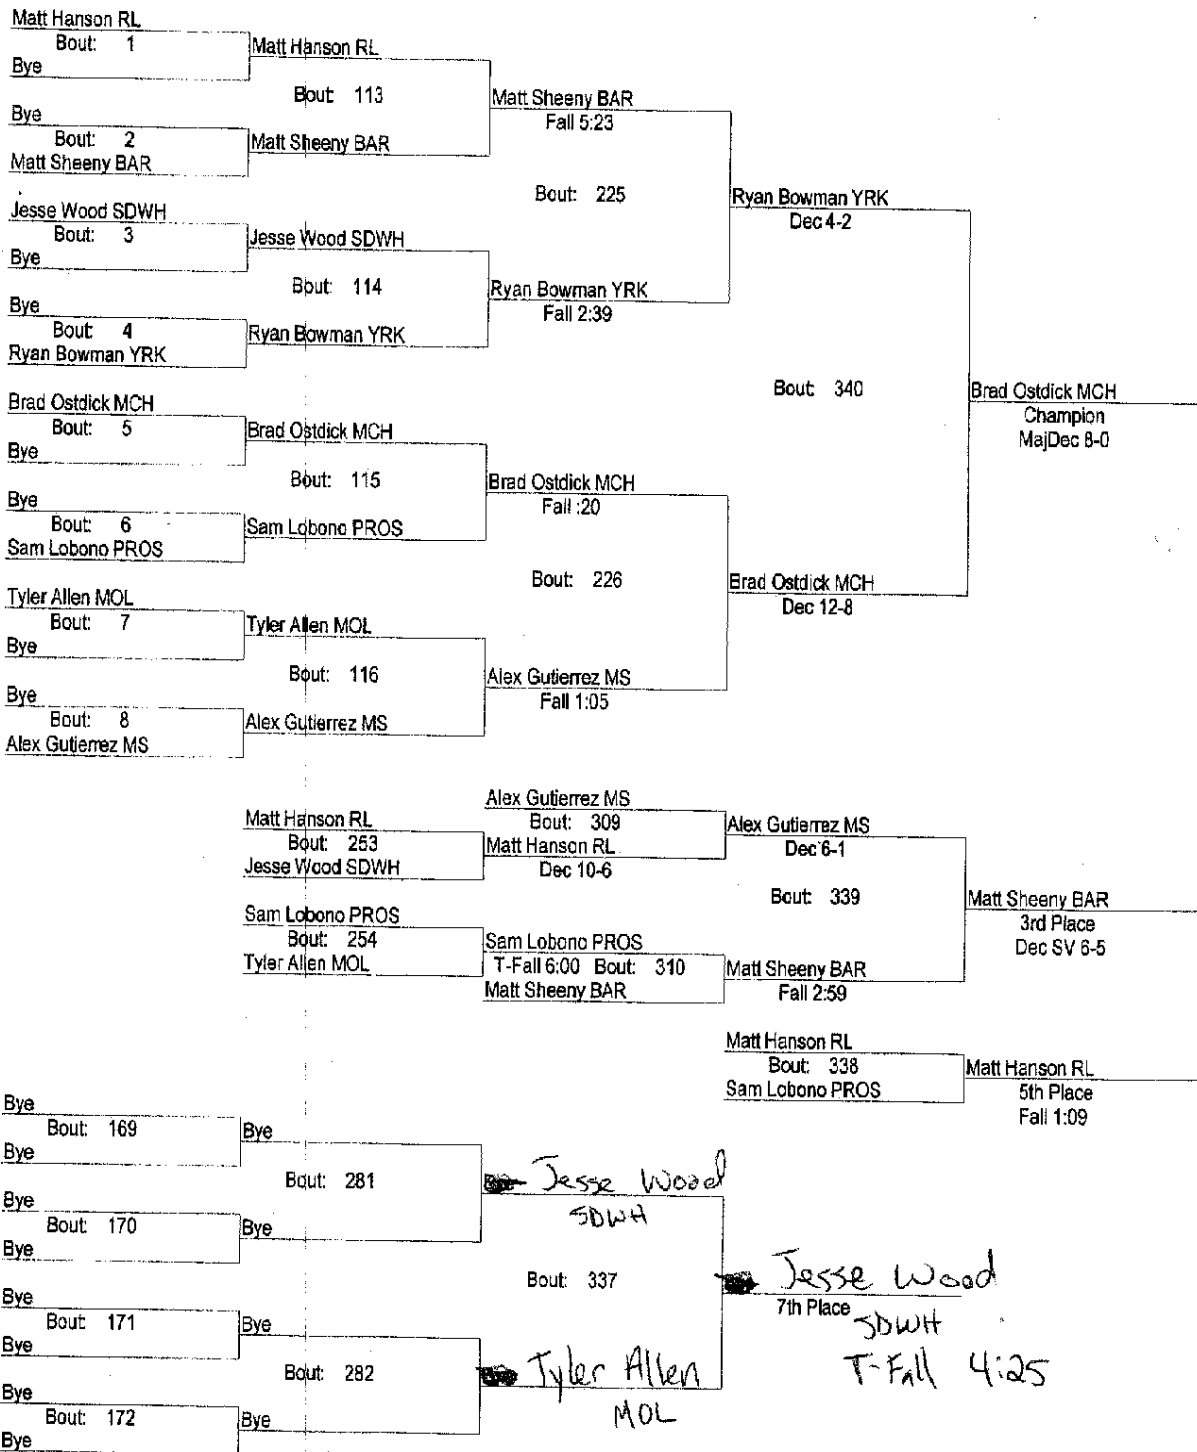 Matt Hanson RL
Bout: 1
Bye
Matt Hanson RL
Bout: 113
Bye
Bout: 2
Matt Sheeny BAR
Matt Sheeny BAR
Matt Sheeny BAR
Fall 5:23
Bout: 225
Jesse Wood SDWH
Bout: 3
Bye
Jesse Wood SDWH
Bout: 114
Bye
Bout: 4
Ryan Bowman YRK
Ryan Bowman YRK
Ryan Bowman YRK
Fall 2:39
Ryan Bowman YRK
Dec 4-2
Bout: 340
Brad Ostdick MCH
Bout: 5
Bye
Brad Ostdick MCH
Bout: 115
Bye
Bout: 6
Sam Lobono PROS
Sam Lobono PROS
Brad Ostdick MCH
Fall :20
Bout: 226
Tyler Allen MOL
Bout: 7
Bye
Tyler Allen MOL
Bout: 116
Bye
Bout: 8
Alex Gutierrez MS
Alex Gutierrez MS
Alex Gutierrez MS
Fall 1:05
Brad Ostdick MCH
Dec 12-8
Brad Ostdick MCH
Champion
MajDec 8-0
Matt Hanson RL
Bout: 253
Jesse Wood SDWH
Alex Gutierrez MS
Bout: 309
Matt Hanson RL
Dec 10-6
Alex Gutierrez MS
Dec 6-1
Bout: 339
Sam Lobono PROS
Bout: 254
Tyler Allen MOL
Sam Lobono PROS
T-Fall 6:00 Bout: 310
Matt Sheeny BAR
Matt Sheeny BAR
Fall 2:59
Matt Sheeny BAR
3rd Place
Dec SV 6-5
Matt Hanson RL
Bout: 338
Sam Lobono PROS
Matt Hanson RL
5th Place
Fall 1:09
Bye
Bout: 169
Bye
Bye
Bout: 281
Bye
Bout: 170
Bye
Bye
Jesse Wood
SDWH
Bout: 337
Bye
Bout: 171
Bye
Bye
Bout: 282
Bye
Bout: 172
Bye
Bye
Tyler Allen
MOL
Jesse Wood
7th Place
SDWH
T-Fall 4:25